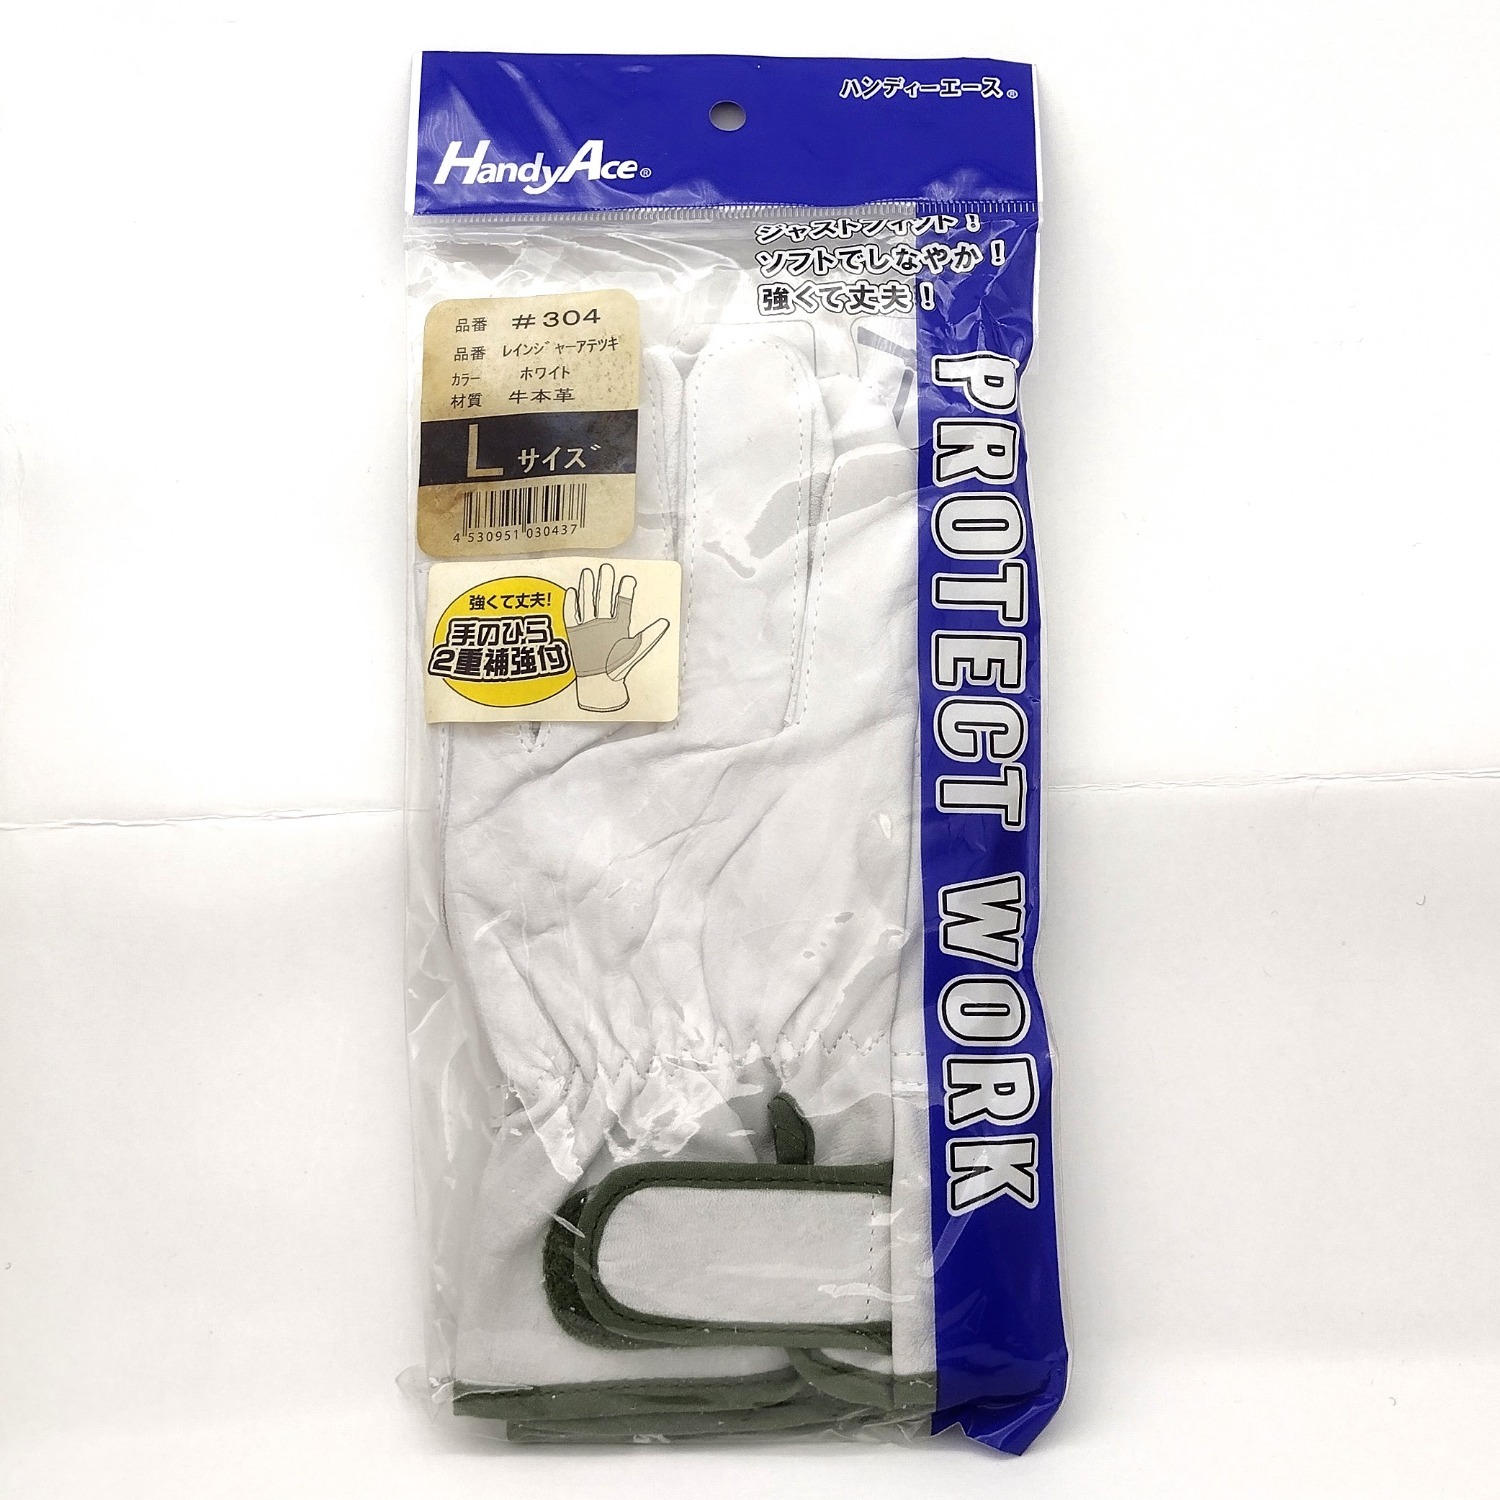 ハンディーエース®
HandyAce®
ジャストフィット!
ソフトでしなやか!
強くて丈夫!
品番 #304
品番 レインジャーアテツキ
カラー ホワイト
材質 牛本革
Lサイズ
4 530951 030437
強くて丈夫!
手のひら
2重補強付
PROTECT WORK